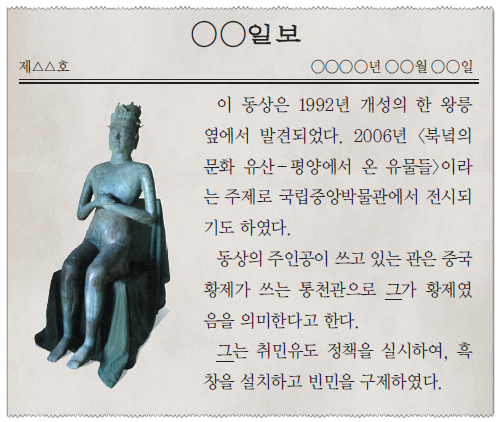 ○○일보
제△△호 ○○○○년 ○○월 ○○일
이 동상은 1992년 개성의 한 왕릉
옆에서 발견되었다. 2006년 <북녘의
문화 유산-평양에서 온 유물들>이라
는 주제로 국립중앙박물관에서 전시되
기도 하였다.
동상의 주인공이 쓰고 있는 관은 중국
황제가 쓰는 통천관으로 그가 황제였
음을 의미한다고 한다.
그는 취민유도 정책을 실시하여, 흑
창을 설치하고 빈민을 구제하였다.